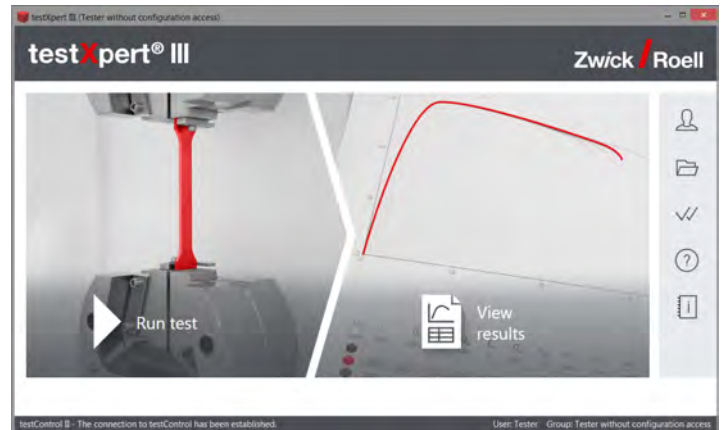 testXpert III (Tester without configuration access)
testXpert® III
Zwick Roell
Run test
View
results
testControl II - The connection to testControl has been established.
User: Tester Group: Tester without configuration access